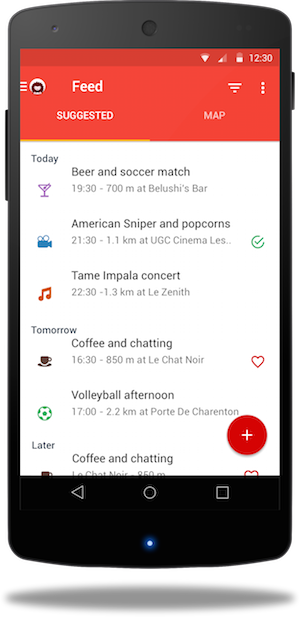 12:30
Feed
SUGGESTED
MAP
Today
Beer and soccer match
19:30 - 700 m at Belushi's Bar
American Sniper and popcorns
21:30 - 1.1 km at UGC Cinema Les..
Tame Impala concert
22:30 -1.3 km at Le Zenith
Tomorrow
Coffee and chatting
16:30 - 850 m at Le Chat Noir
Volleyball afternoon
17:00 - 2.2 km at Porte De Charenton
Later
Coffee and chatting
Le Chat Noir - 850 m